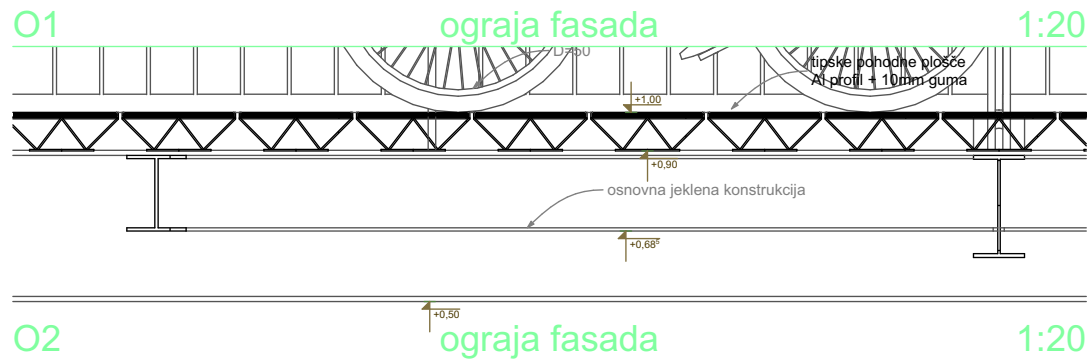 O1 ograja fasada 1:20
D=50
tipske pohodne plošče
Al profil + 10mm guma
+1,00
+0,90
osnovna jeklena konstrukcija
+0,68⁵
+0,50
O2 ograja fasada 1:20